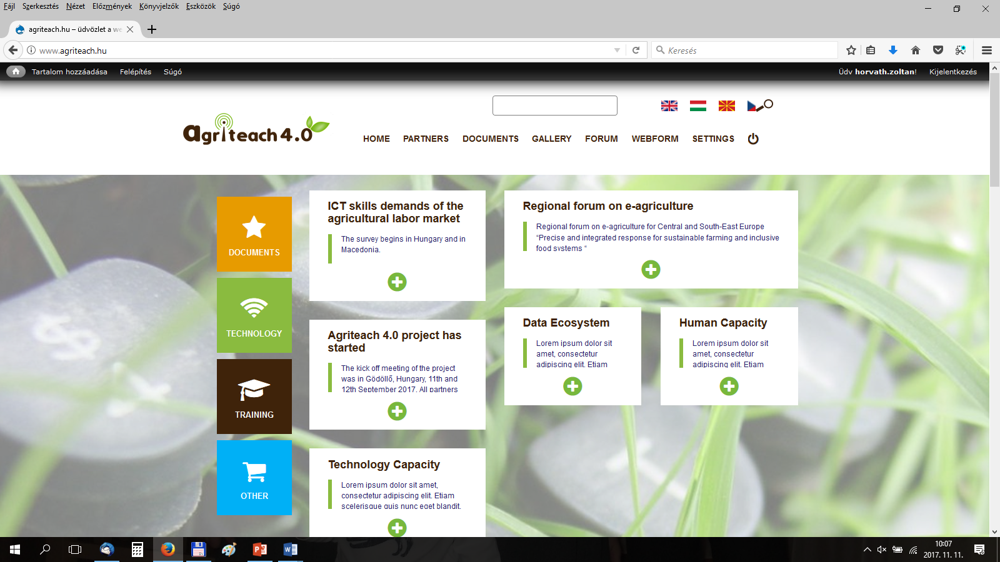 Fájl Szerkesztés Nézet Előzmények Könyvjelzők Eszközök Súgó
agriteach.hu – üdvözlet a we
www.agriteach.hu
Keresés
Tartalom hozzáadása Felépítés Súgó Üdv horvath.zoltan! Kijelentkezés
agriteach 4.0
HOME PARTNERS DOCUMENTS GALLERY FORUM WEBFORM SETTINGS
DOCUMENTS
TECHNOLOGY
TRAINING
OTHER
ICT skills demands of the
agricultural labor market
The survey begins in Hungary and in
Macedonia.
Agriteach 4.0 project has
started
The kick off meeting of the project
was in Gödöllő, Hungary, 11th and
12th September 2017. All partners
Technology Capacity
Lorem ipsum dolor sit amet,
consectetur adipiscing elit. Etiam
scelerisque quis nunc eget blandit.
Regional forum on e-agriculture
Regional forum on e-agriculture for Central and South-East Europe
“Precise and integrated response for sustainable farming and inclusive
food systems “
Data Ecosystem
Lorem ipsum dolor sit
amet, consectetur
adipiscing elit. Etiam
Human Capacity
Lorem ipsum dolor sit
amet, consectetur
adipiscing elit. Etiam
10:07
2017. 11. 11.